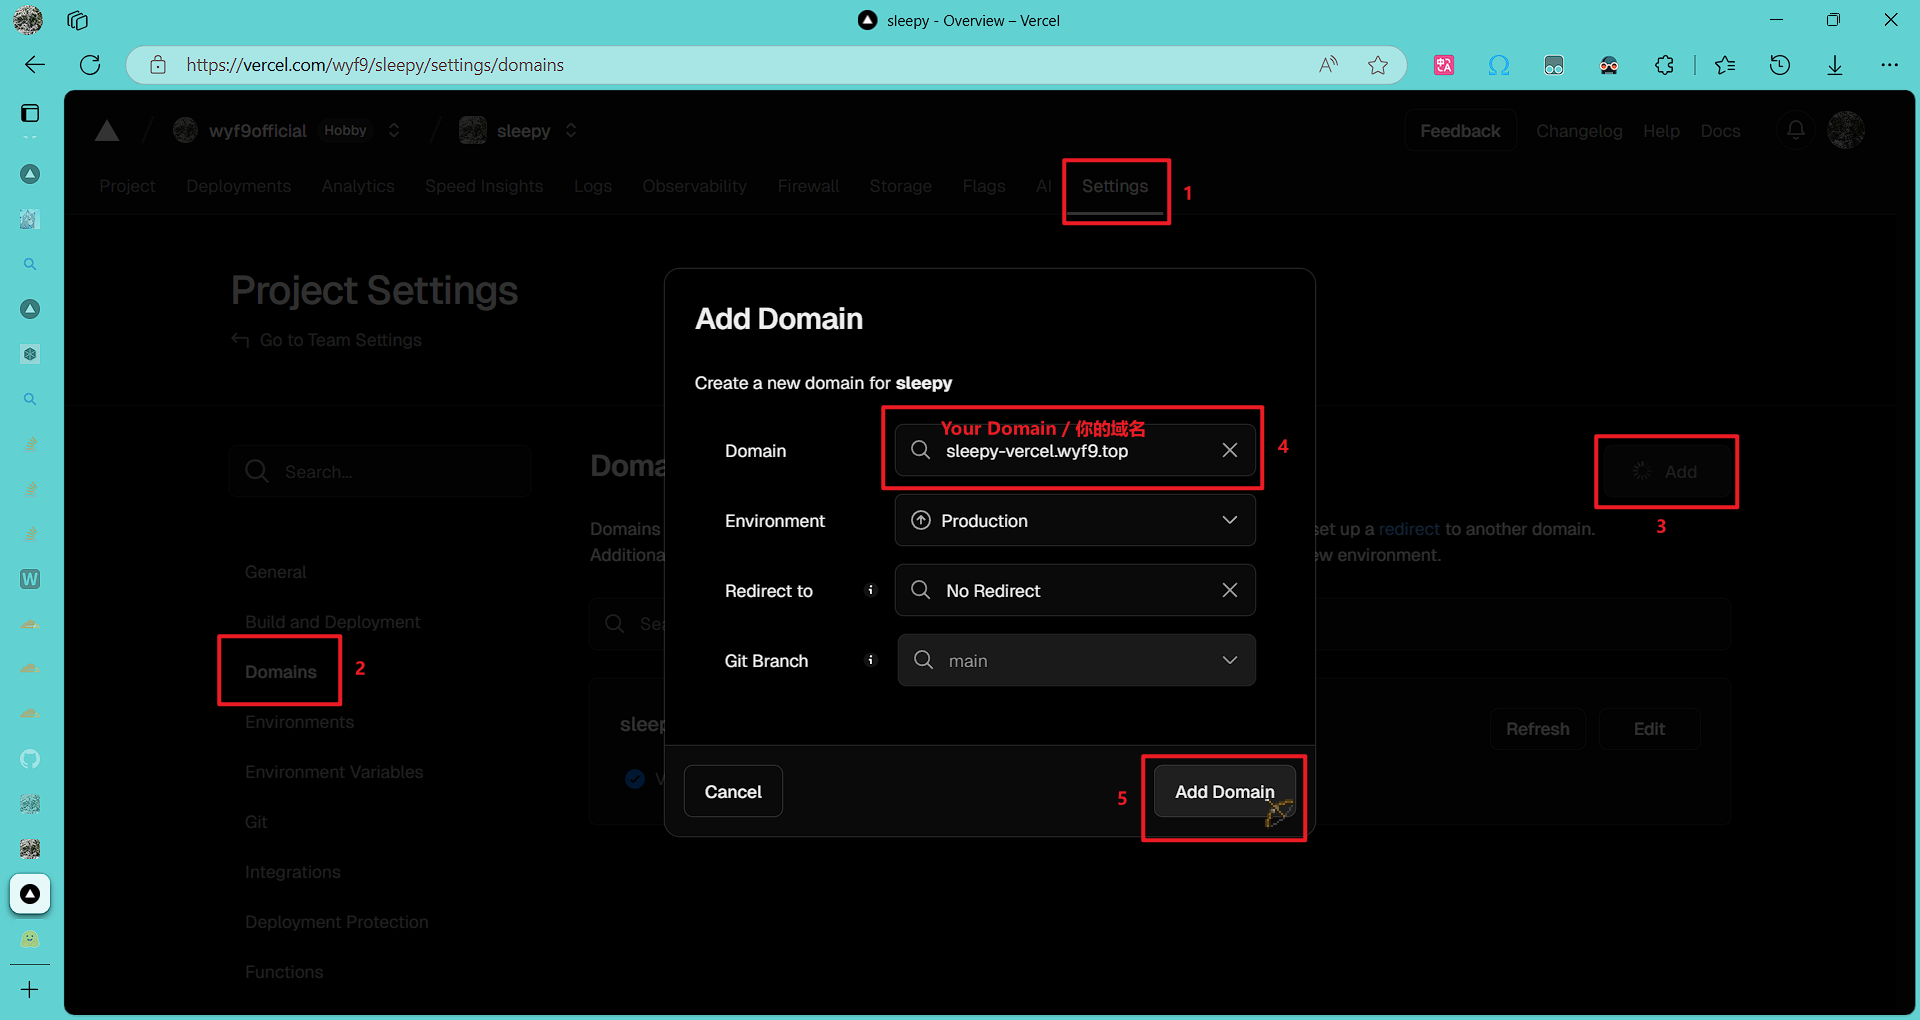 sleepy - Overview – Vercel
https://vercel.com/wyf9/sleepy/settings/domains
wyf9official Hobby sleepy Feedback Changelog Help Docs
Project Deployments Analytics Speed Insights Logs Observability Firewall Storage Flags AI Settings 1
Project Settings
Go to Team Settings
Add Domain
Create a new domain for sleepy
Your Domain / 你的域名
Domain sleepy-vercel.wyf9.top 4
Environment Production
Redirect to No Redirect
Git Branch main
Cancel 5 Add Domain
Search... Doma Add
3
Domains set up a redirect to another domain.
Additiona ew environment.
Sea
sleep Refresh Edit
V
General
Build and Deployment
Domains 2
Environments
Environment Variables
Git
Integrations
Deployment Protection
Functions